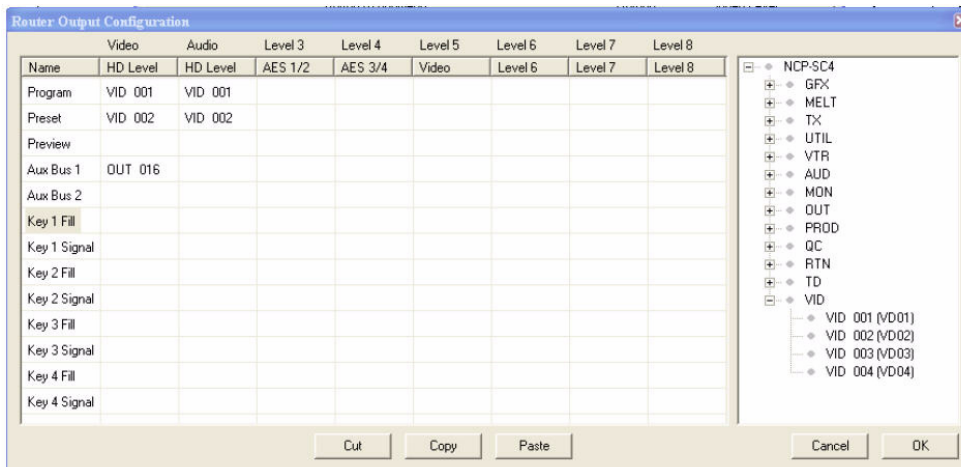 Router Output Configuration
Video Audio Level 3 Level 4 Level 5 Level 6 Level 7 Level 8
Name HD Level HD Level AES 1/2 AES 3/4 Video Level 6 Level 7 Level 8
Program VID 001 VID 001
Preset VID 002 VID 002
Preview
Aux Bus 1 OUT 016
Aux Bus 2
Key 1 Fill
Key 1 Signal
Key 2 Fill
Key 2 Signal
Key 3 Fill
Key 3 Signal
Key 4 Fill
Key 4 Signal
NCP-SC4
GFX
MELT
TX
UTIL
VTR
AUD
MON
OUT
PROD
QC
RTN
TD
VID
VID 001 (VD01)
VID 002 (VD02)
VID 003 (VD03)
VID 004 (VD04)
Cut Copy Paste Cancel OK